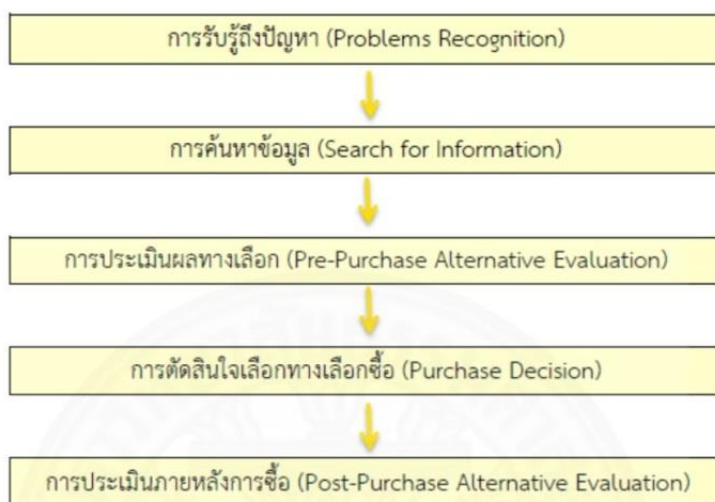 การรับรู้ถึงปัญหา (Problems Recognition)
การค้นหาข้อมูล (Search for Information)
การประเมินผลทางเลือก (Pre-Purchase Alternative Evaluation)
การตัดสินใจเลือกทางเลือกซื้อ (Purchase Decision)
การประเมินภายหลังการซื้อ (Post-Purchase Alternative Evaluation)